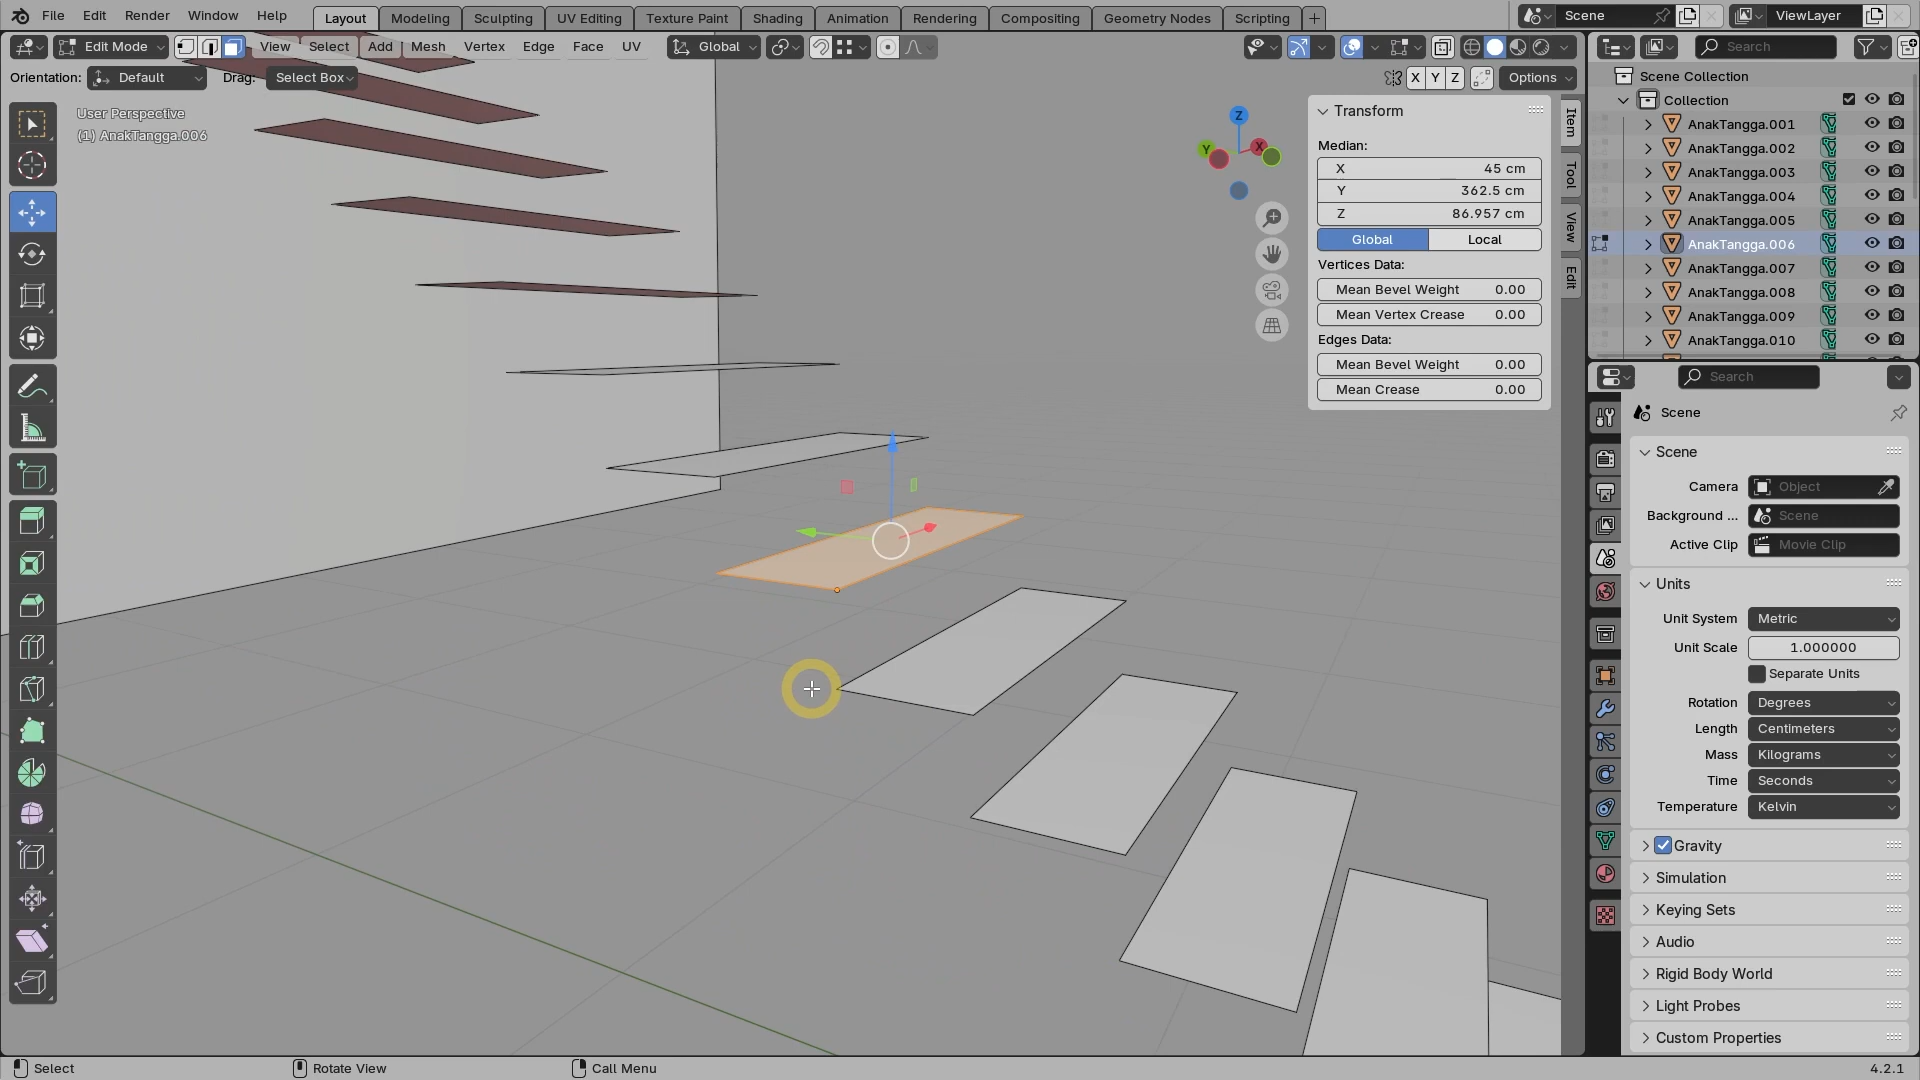 File Edit Render Window Help
Layout Modeling Sculpting UV Editing Texture Paint Shading Animation Rendering Compositing Geometry Nodes Scripting +
Scene
ViewLayer
Edit Mode View Select Add Mesh Vertex Edge Face UV Global
Search
Orientation: Default Drag: Select Box
X Y Z Options
User Perspective
(1) AnakTangga.006
Z
Y
X
Transform
Median:
X 45 cm
Y 362.5 cm
Z 86.957 cm
Global Local
Vertices Data:
Mean Bevel Weight 0.00
Mean Vertex Crease 0.00
Edges Data:
Mean Bevel Weight 0.00
Mean Crease 0.00
Item
Tool
View
Edit
Scene Collection
Collection
AnakTangga.001
AnakTangga.002
AnakTangga.003
AnakTangga.004
AnakTangga.005
AnakTangga.006
AnakTangga.007
AnakTangga.008
AnakTangga.009
AnakTangga.010
Search
Scene
Scene
Camera Object
Background ... Scene
Active Clip Movie Clip
Units
Unit System Metric
Unit Scale 1.000000
Separate Units
Rotation Degrees
Length Centimeters
Mass Kilograms
Time Seconds
Temperature Kelvin
Gravity
Simulation
Keying Sets
Audio
Rigid Body World
Light Probes
Custom Properties
Select Rotate View Call Menu 4.2.1